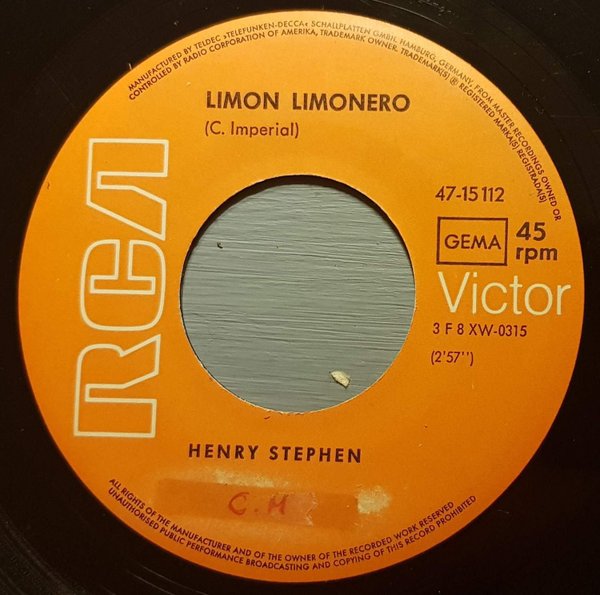 MANUFACTURED BY TELDEC »TELEFUNKEN-DECCA« SCHALLPLATTEN GMBH, HAMBURG, GERMANY, FROM MASTER RECORDINGS OWNED OR
CONTROLLED BY RADIO CORPORATION OF AMERIKA, TRADEMARK OWNER. TRADEMARK(S) ® REGISTERED MARKA(S) REGISTRADA(S)
LIMON LIMONERO
(C. Imperial)
RCA
47-15112
GEMA
45
rpm
Victor
3 F 8 XW-0315
(2'57'')
HENRY STEPHEN
C.M
ALL RIGHTS OF THE MANUFACTURER AND OF THE OWNER OF THE RECORDED WORK RESERVED
UNAUTHORISED PUBLIC PERFORMANCE BROADCASTING AND COPYING OF THIS RECORD PROHIBITED